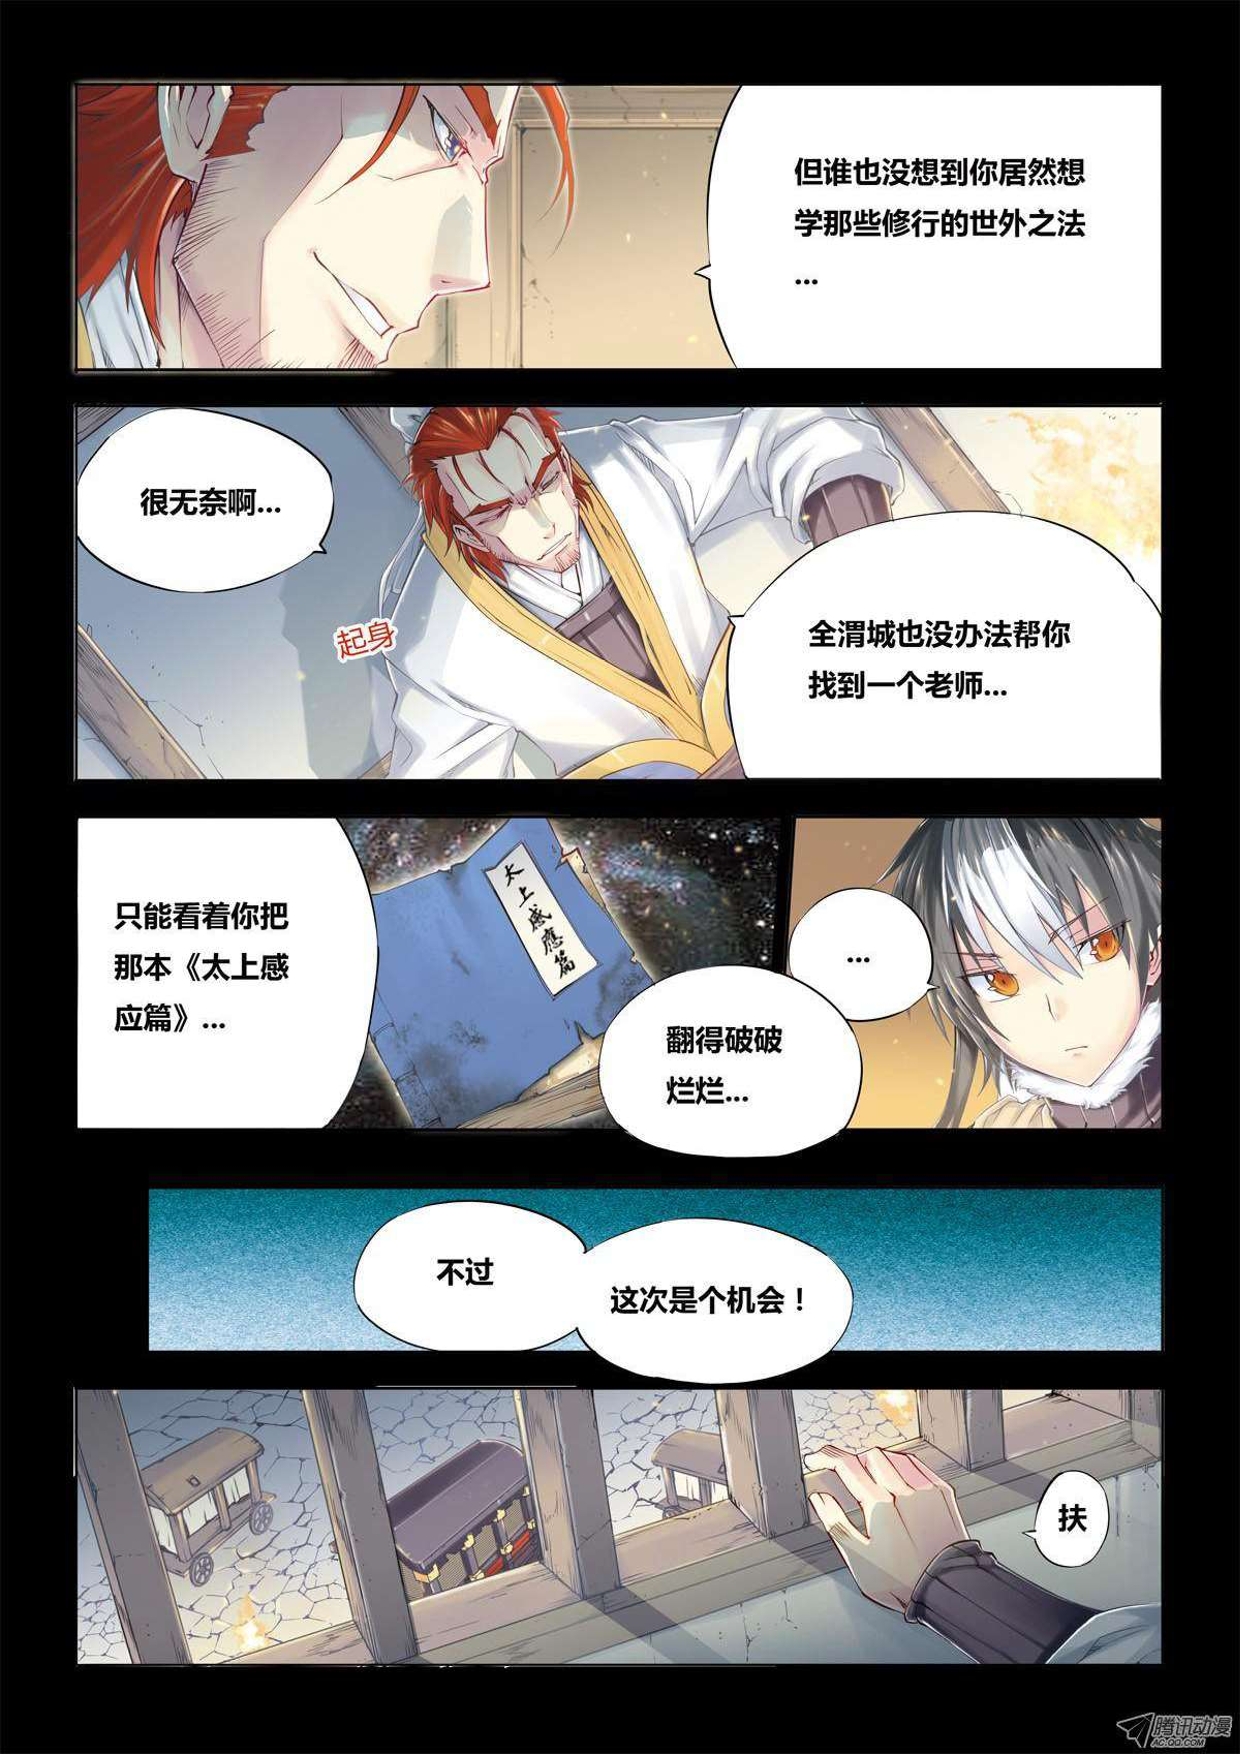 但谁也没想到你居然想
学那些修行的世外之法
...
很无奈啊...
起身
全渭城也没办法帮你
找到一个老师...
只能看着你把
那本《太上感
应篇》...
太上感應篇
翻得破破
烂烂...
...
不过
这次是个机会！
扶
腾讯动漫
AC.QQ.COM